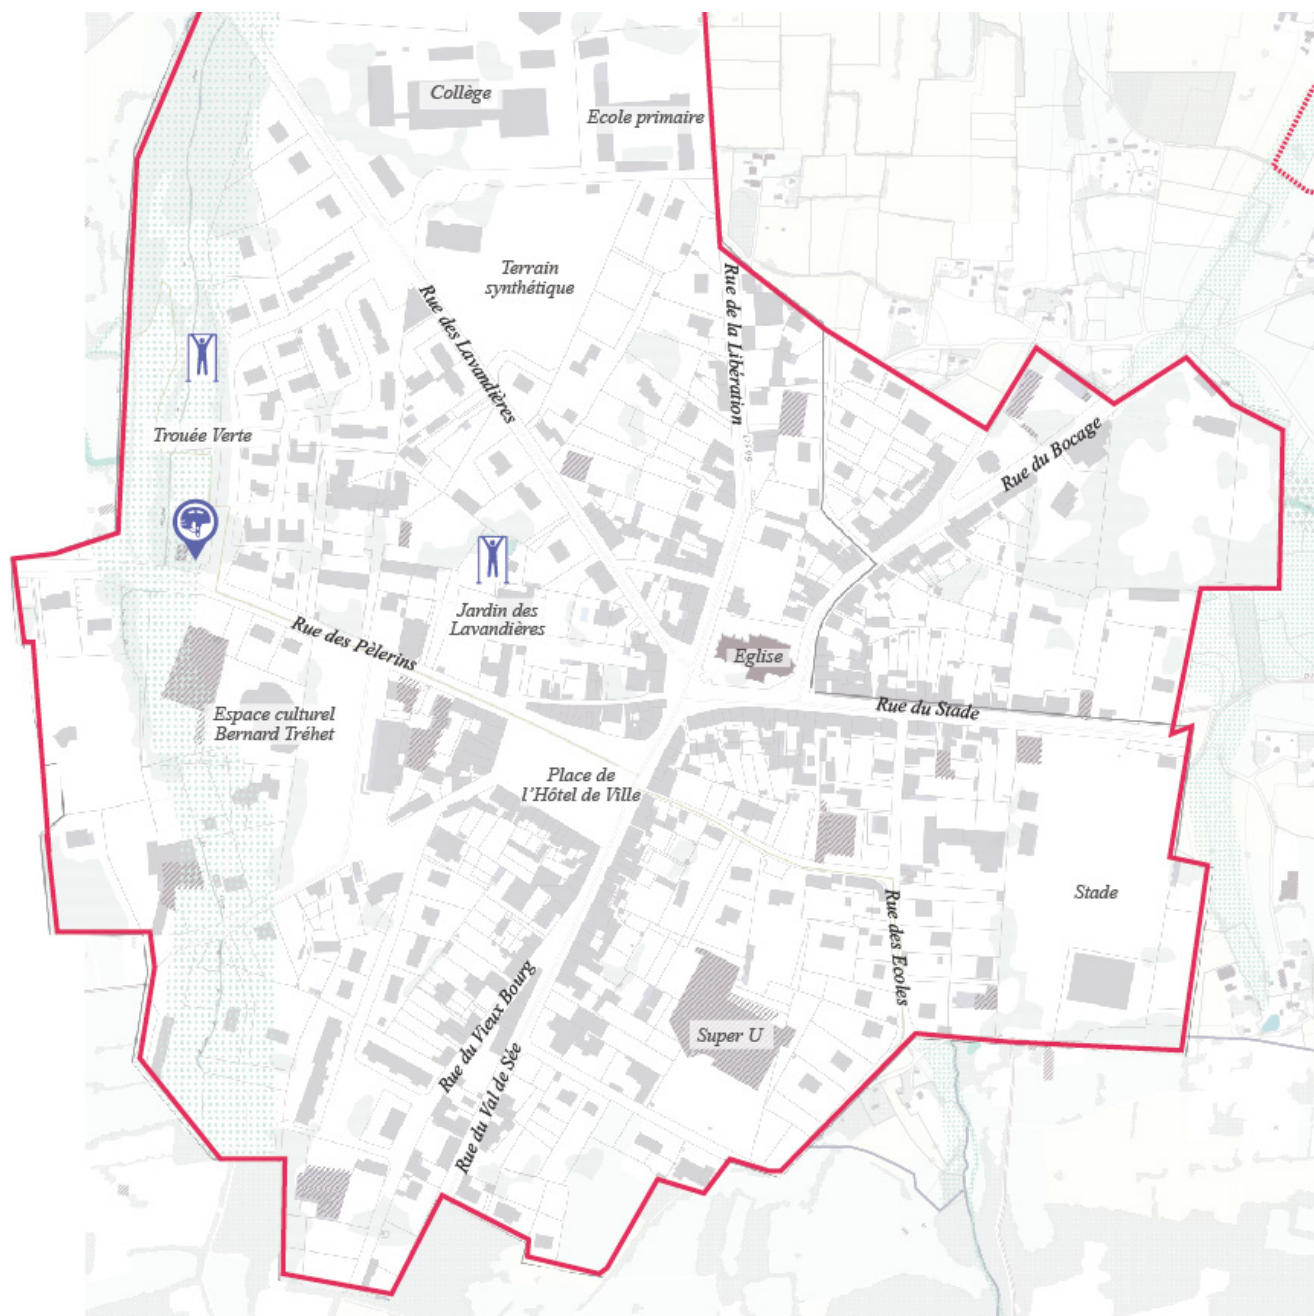 Collège
Ecole primaire
Terrain
synthétique
Rue de la Libération
Rue des Lavandières
Trouée Verte
Rue du Bocage
Jardin des
Lavandières
Rue des Pèlerins
Eglise
Espace culturel
Bernard Tréhet
Rue du Stade
Place de
l'Hôtel de Ville
Stade
Rue des Ecoles
Rue du Vieux Bourg
Super U
Rue du Val de Sée